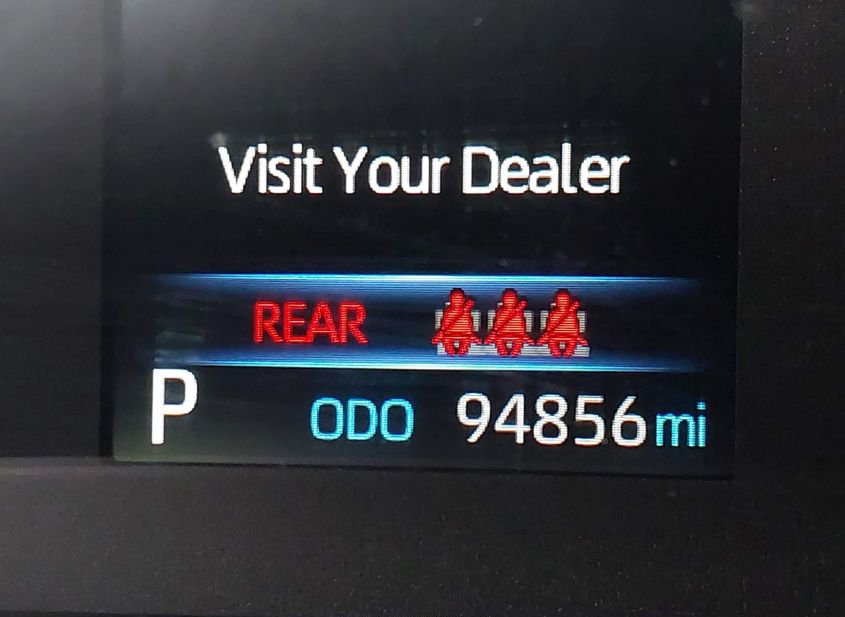 Visit Your Dealer
REAR
P ODO 94856 mi